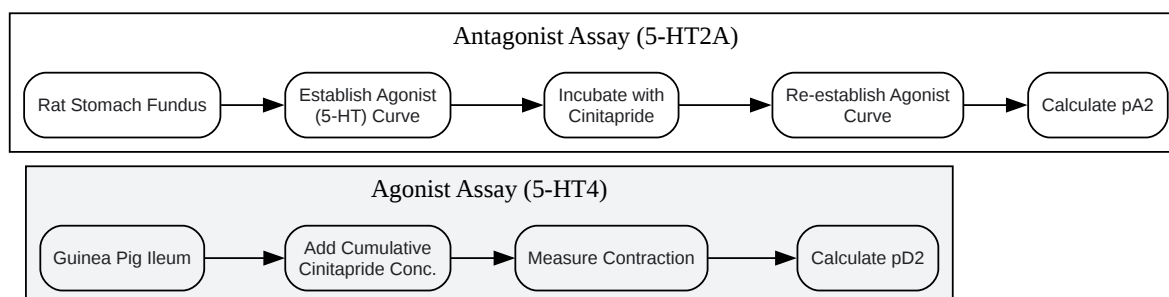 Antagonist Assay (5-HT2A)
Rat Stomach Fundus
Establish Agonist
(5-HT) Curve
Incubate with
Cinitapride
Re-establish Agonist
Curve
Calculate pA2
Agonist Assay (5-HT4)
Guinea Pig Ileum
Add Cumulative
Cinitapride Conc.
Measure Contraction
Calculate pD2